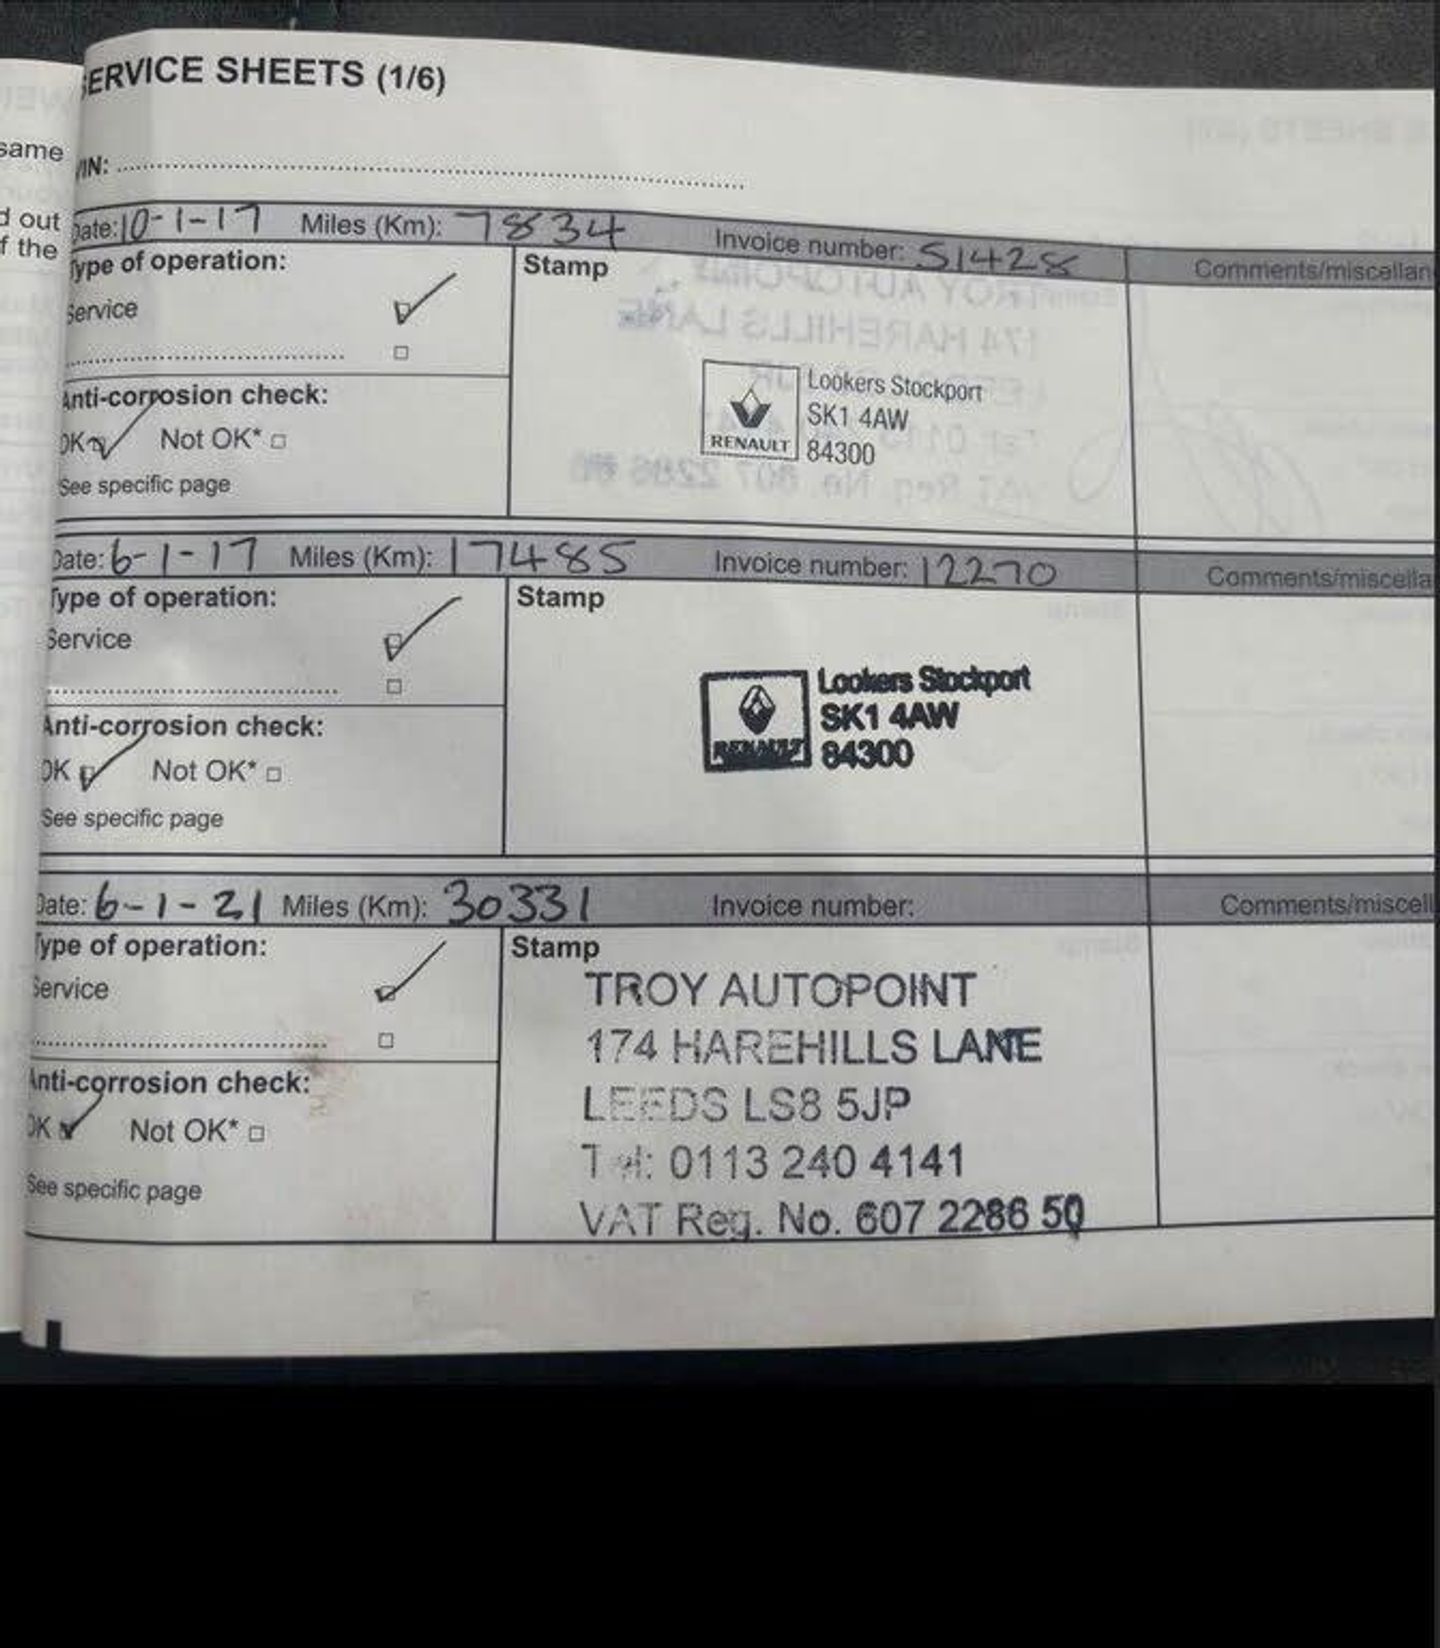 ERVICE SHEETS (1/6)
same
IN:
d out
f the
Date: 10-1-17 Miles (Km): 7834 Invoice number: 51428 Comments/miscellan
Type of operation: Stamp
Service
Anti-corrosion check:
OK Not OK*
See specific page
RENAULT
Lookers Stockport
SK1 4AW
84300
Date: 6-1-17 Miles (Km): 17485 Invoice number: 12270 Comments/miscella
Type of operation: Stamp
Service
Anti-corrosion check:
OK Not OK*
See specific page
RENAULT
Lookers Stockport
SK1 4AW
84300
Date: 6-1-21 Miles (Km): 30331 Invoice number: Comments/miscell
Type of operation: Stamp
Service
Anti-corrosion check:
OK Not OK*
See specific page
TROY AUTOPOINT
174 HAREHILLS LANE
LEEDS LS8 5JP
Tel: 0113 240 4141
VAT Reg. No. 607 2286 50